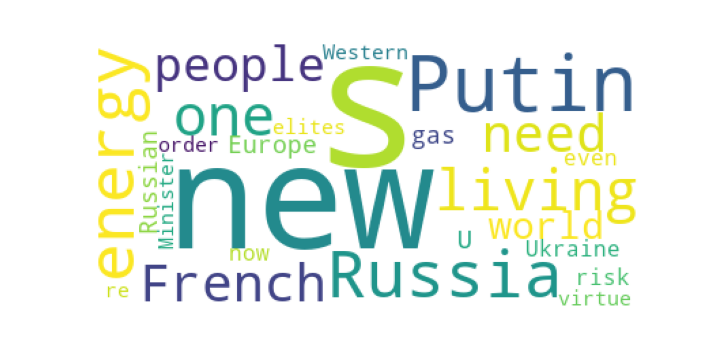 Western
people
S
Putin
energy
one
elites
gas
need
order
Europe
even
Russian
Minister
new
living
world
U
Ukraine
now
French
Russia
risk
re
virtue